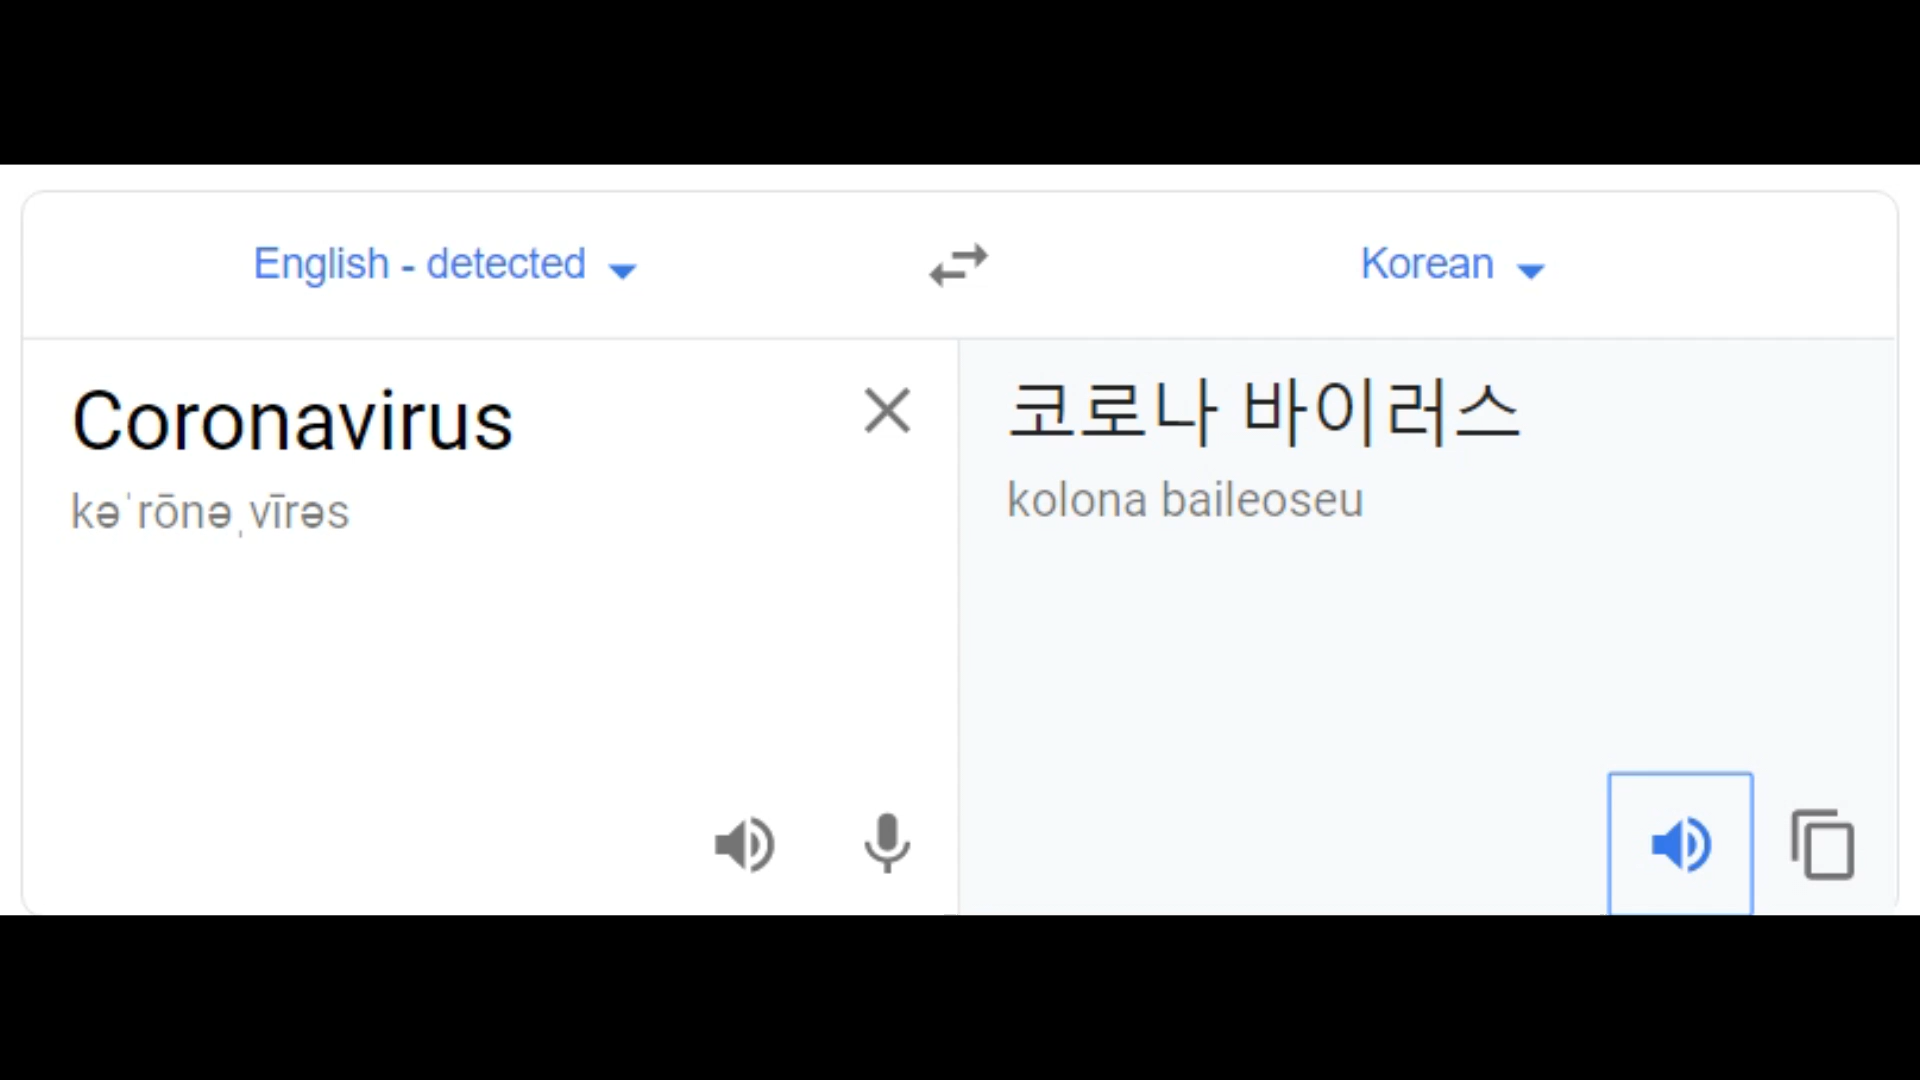 English - detected
Korean
Coronavirus
kəˈrōnəˌvīrəs
코로나 바이러스
kolona baileoseu